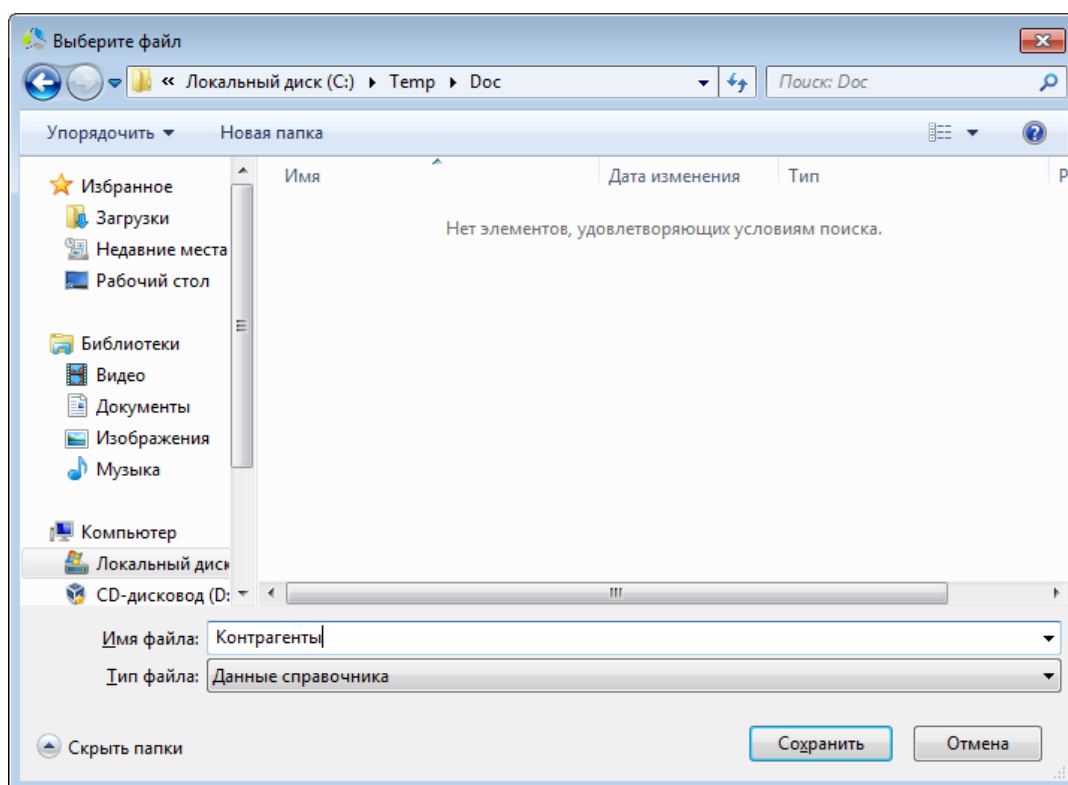 Выберите файл
« Локальный диск (C:) Temp Doc
Поиск: Doc
Упорядочить Новая папка
Имя Дата изменения Тип Р
Нет элементов, удовлетворяющих условиям поиска.
Избранное
Загрузки
Недавние места
Рабочий стол
Библиотеки
Видео
Документы
Изображения
Музыка
Компьютер
Локальный диск
CD-дисковод (D:
Имя файла: Контрагенты
Тип файла: Данные справочника
Скрыть папки Сохранить Отмена